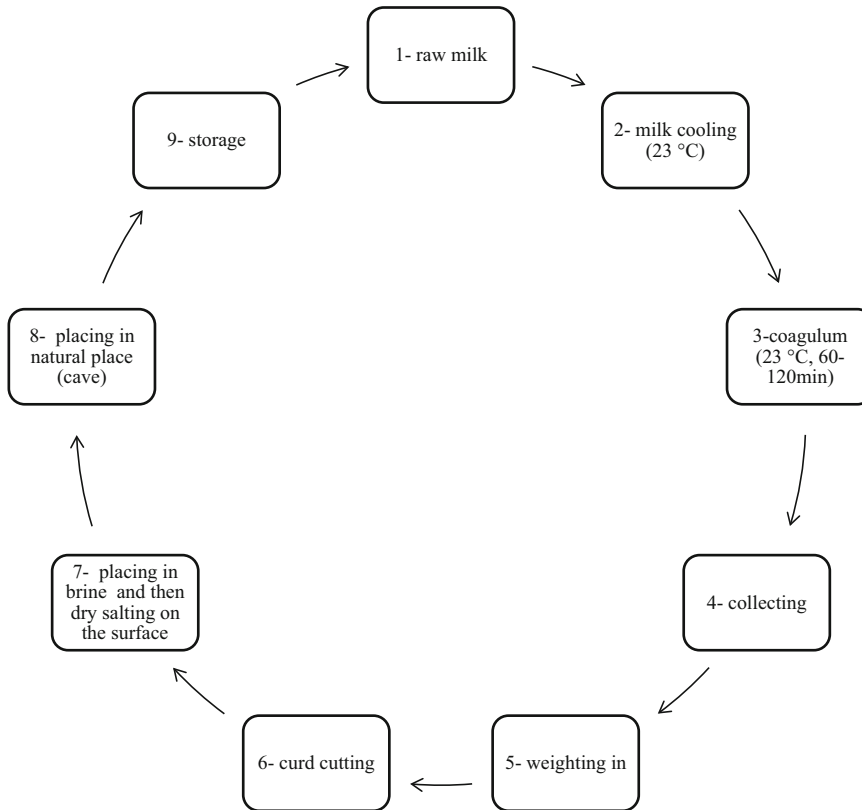 1- raw milk
2- milk cooling
(23 °C)
3-coagulum
(23 °C, 60-
120min)
4- collecting
5- weighting in
6- curd cutting
7- placing in
brine and then
dry salting on
the surface
8- placing in
natural place
(cave)
9- storage